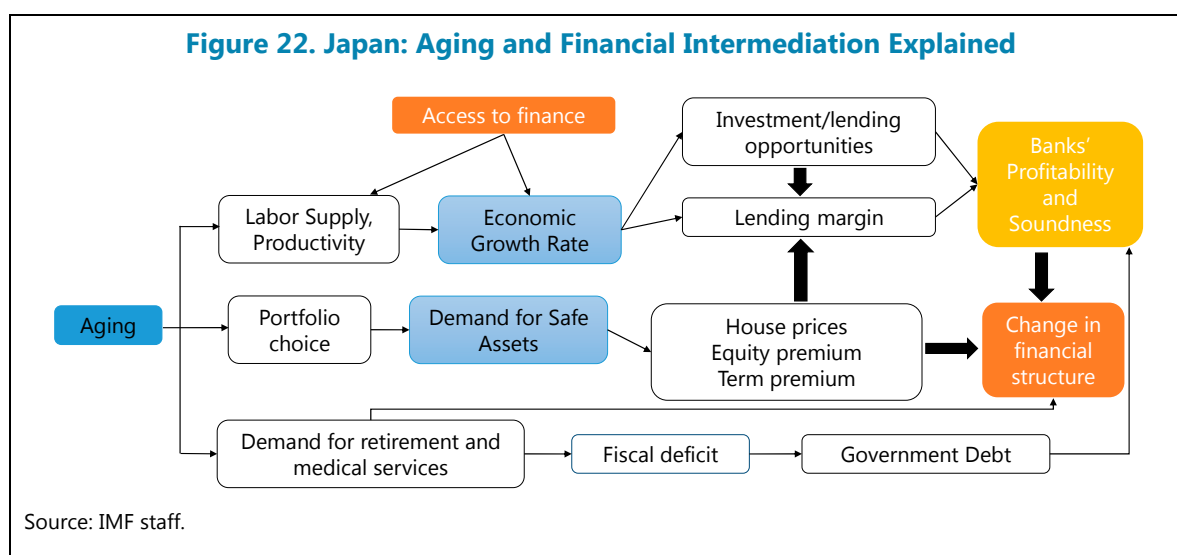 Figure 22. Japan: Aging and Financial Intermediation Explained
Access to finance
Investment/lending
opportunities
Banks'
Profitability
and
Soundness
Labor Supply,
Productivity
Economic
Growth Rate
Lending margin
Aging
Portfolio
choice
Demand for Safe
Assets
House prices
Equity premium
Term premium
Change in
financial
structure
Demand for retirement and
medical services
Fiscal deficit
Government Debt
Source: IMF staff.